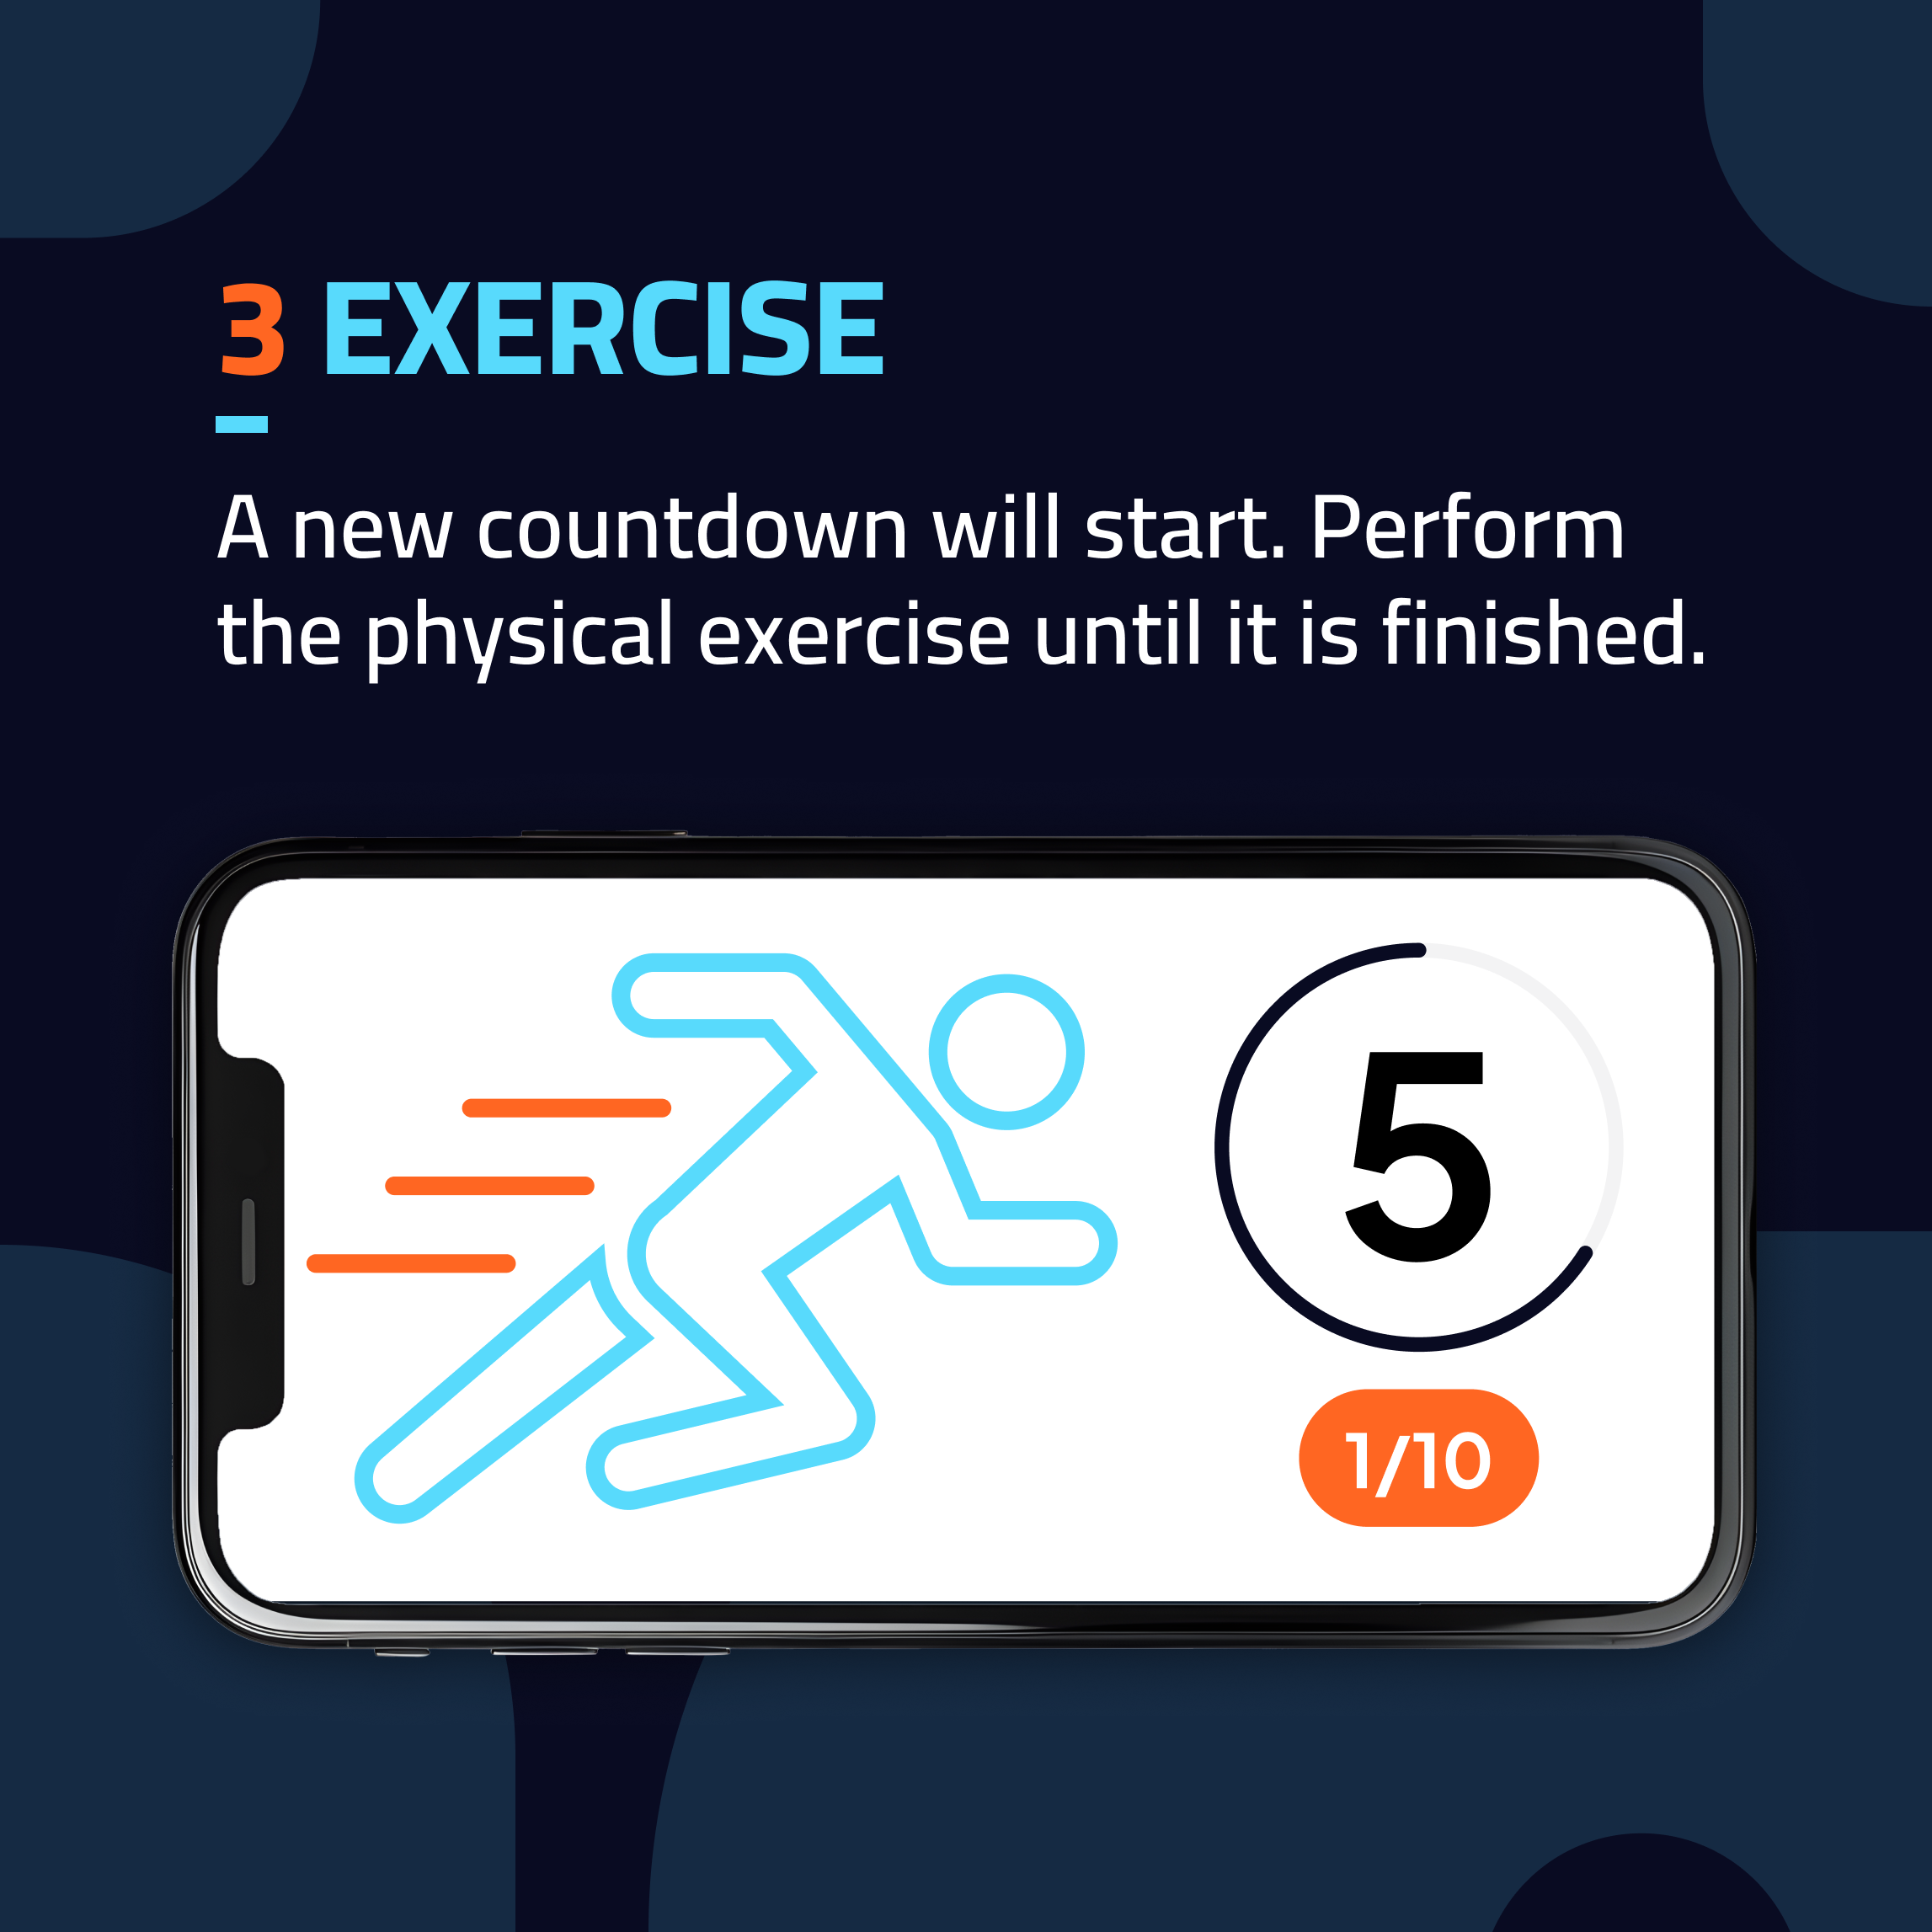 3 EXERCISE
A new countdown will start. Perform
the physical exercise until it is finished.
5
1/10